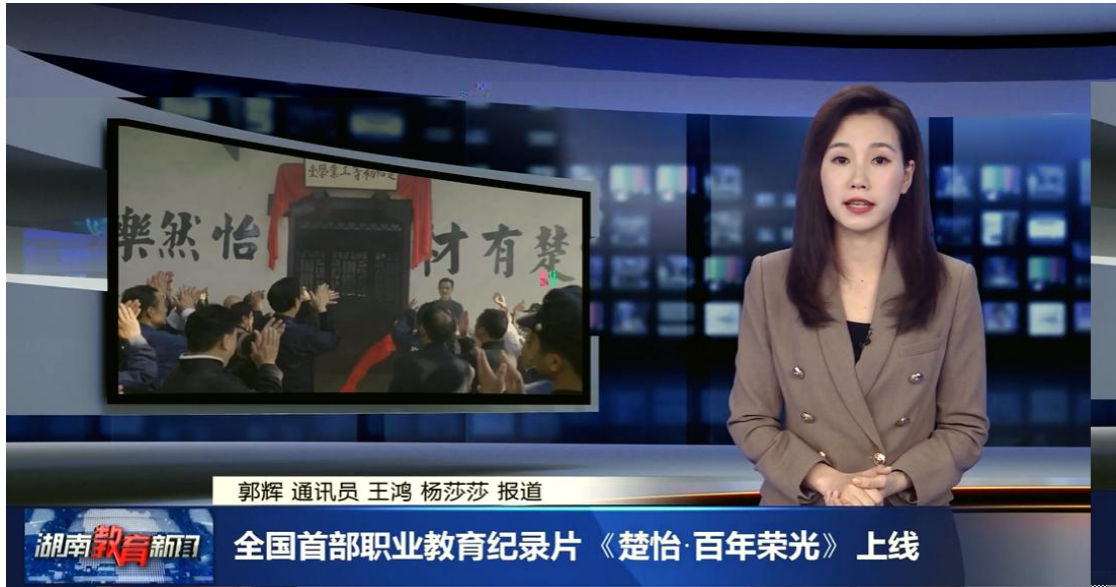 楚有才
怡然樂
郭辉 通讯员 王鸿 杨莎莎 报道
湖南教育新闻
全国首部职业教育纪录片《楚怡·百年荣光》上线